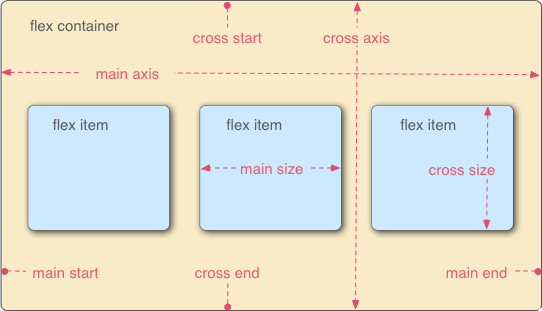 flex container
cross start
cross axis
main axis
flex item
flex item
flex item
main size
cross size
main start
cross end
main end